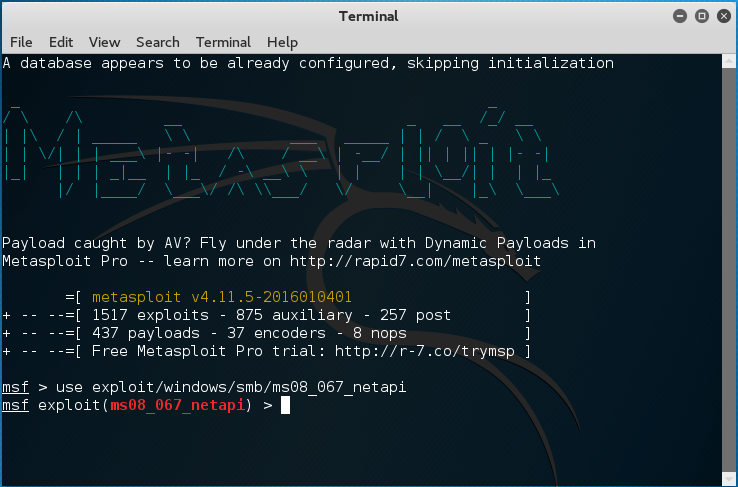 Terminal
File Edit View Search Terminal Help
A database appears to be already configured, skipping initialization
Metasploit
Payload caught by AV? Fly under the radar with Dynamic Payloads in
Metasploit Pro -- learn more on http://rapid7.com/metasploit
=[ metasploit v4.11.5-2016010401 ]
+ -- --=[ 1517 exploits - 875 auxiliary - 257 post ]
+ -- --=[ 437 payloads - 37 encoders - 8 nops ]
+ -- --=[ Free Metasploit Pro trial: http://r-7.co/trymsp ]
msf > use exploit/windows/smb/ms08_067_netapi
msf exploit(ms08_067_netapi) >